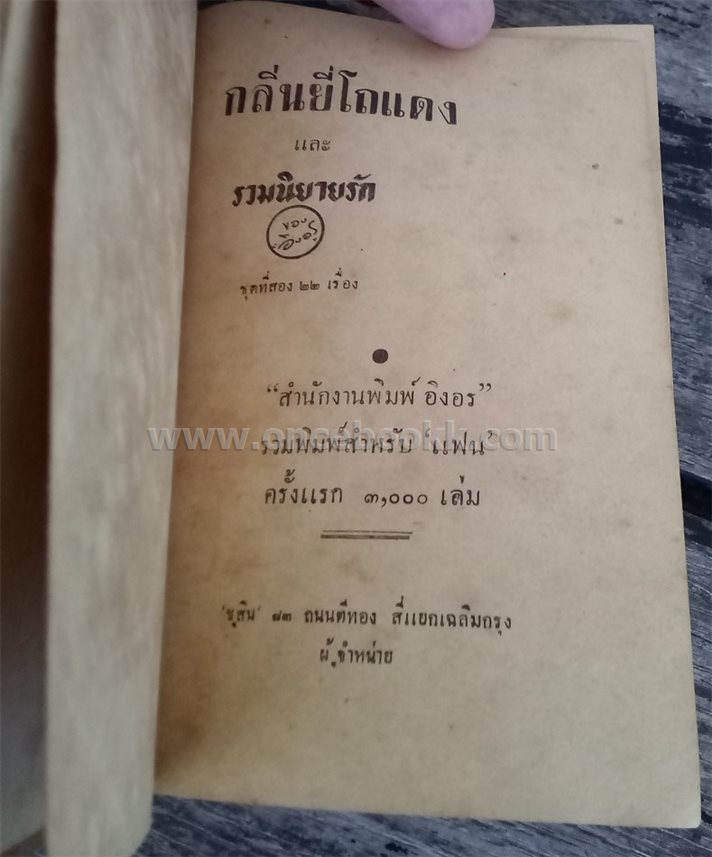 กลิ่นยี่โถแดง
และ
รวมนิยายรัก
ของ
อิงอร
ชุดที่สอง ๒๒ เรื่อง
“สำนักงานพิมพ์ อิงอร”
www.oncebookk.com
รวมพิมพ์สำหรับ ‘แฟน’
ครั้งแรก ๓,๐๐๐ เล่ม
‘ชูสิน’ ๘๓ ถนนตีทอง สี่แยกเฉลิมกรุง
ผู้จำหน่าย